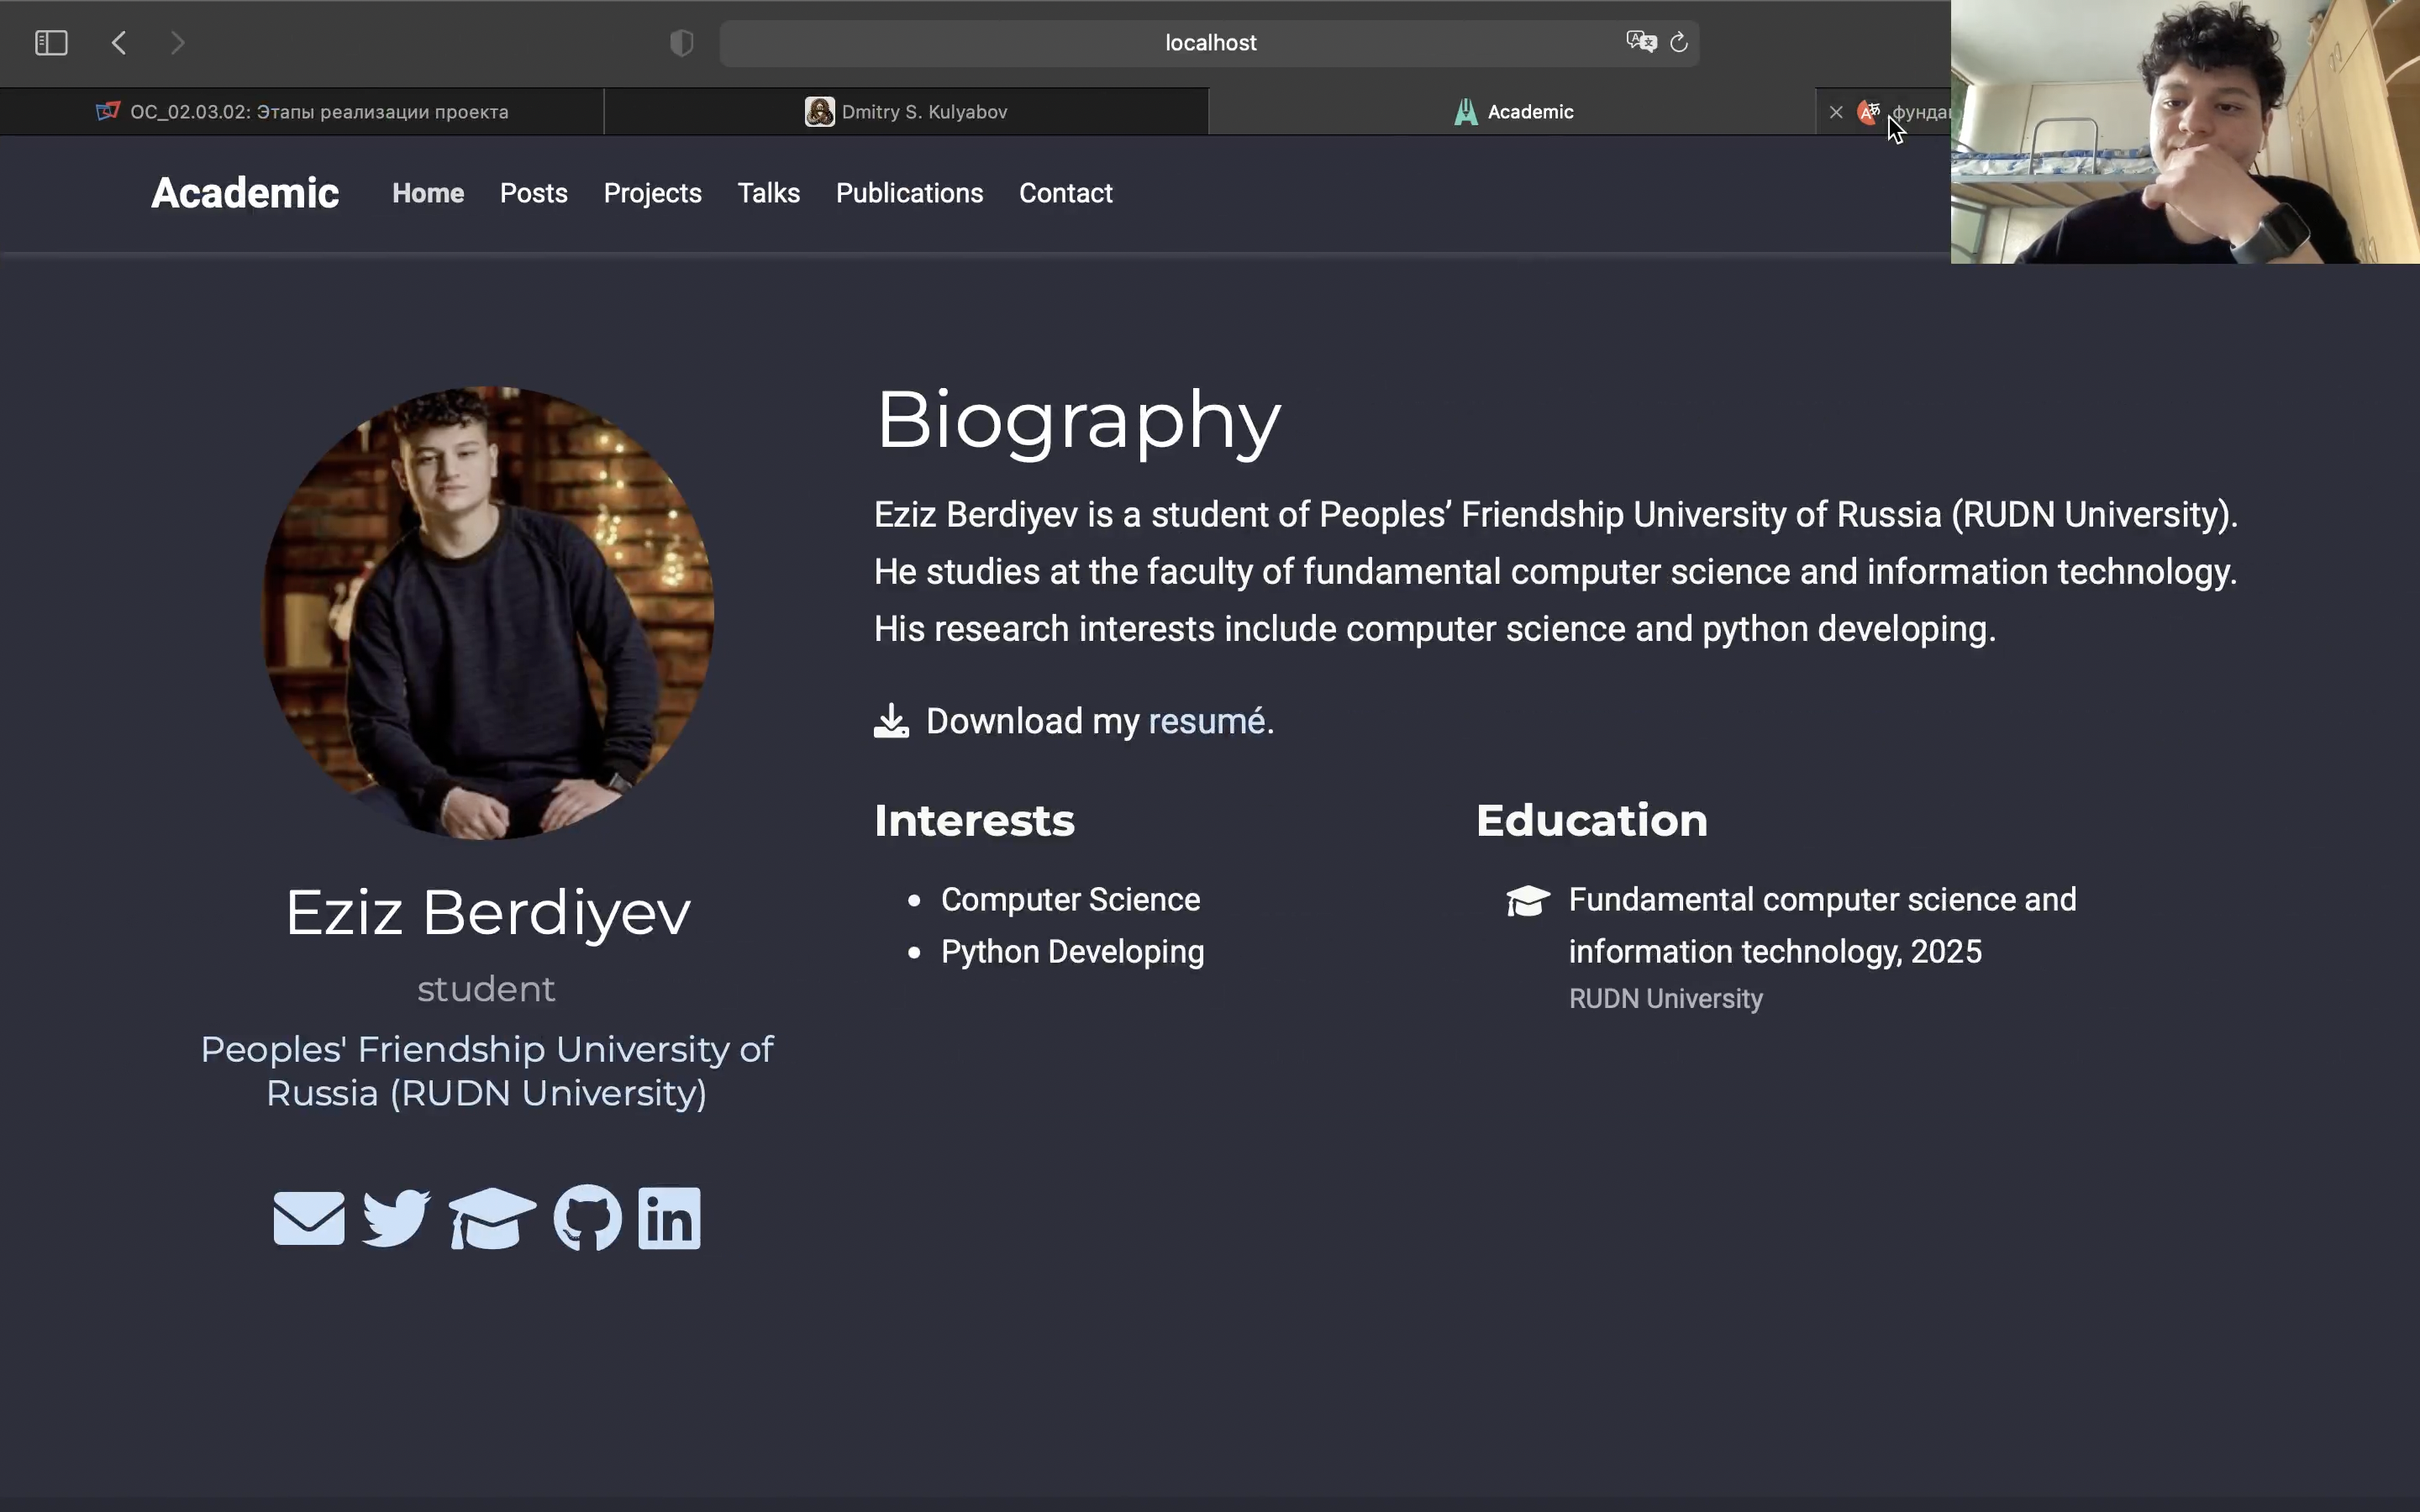 localhost
ОС_02.03.02: Этапы реализации проекта
Dmitry S. Kulyabov
Academic
Academic
Home
Posts
Projects
Talks
Publications
Contact
Biography
Eziz Berdiyev is a student of Peoples’ Friendship University of Russia (RUDN University).
He studies at the faculty of fundamental computer science and information technology.
His research interests include computer science and python developing.
Download my resumé.
Interests
Computer Science
Python Developing
Education
Fundamental computer science and
information technology, 2025
RUDN University
Eziz Berdiyev
student
Peoples' Friendship University of
Russia (RUDN University)
in